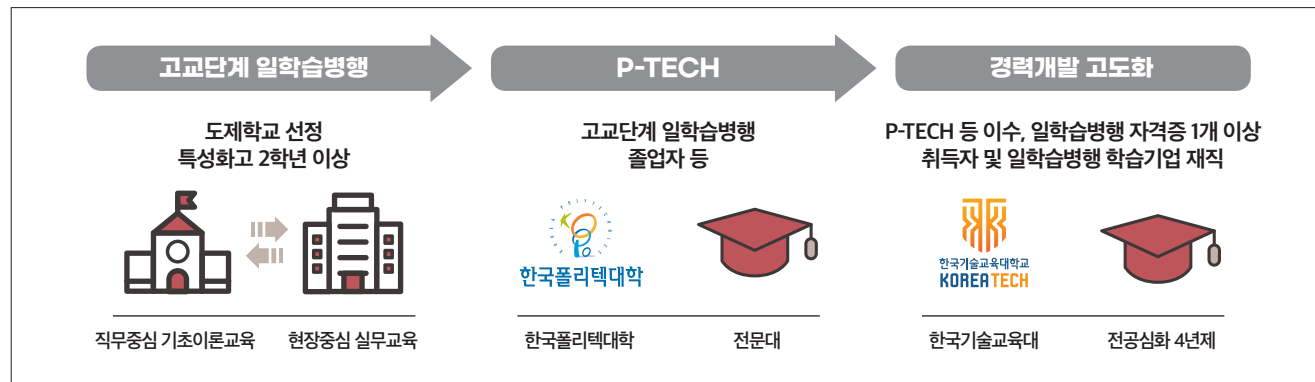 고교단계 일학습병행
P-TECH
경력개발 고도화
도제학교 선정
특성화고 2학년 이상
고교단계 일학습병행
졸업자 등
P-TECH 등 이수, 일학습병행 자격증 1개 이상
취득자 및 일학습병행 학습기업 재직
한국폴리텍대학
한국기술교육대학교
KOREATECH
직무중심 기초이론교육
현장중심 실무교육
한국폴리텍대학
전문대
한국기술교육대
전공심화 4년제